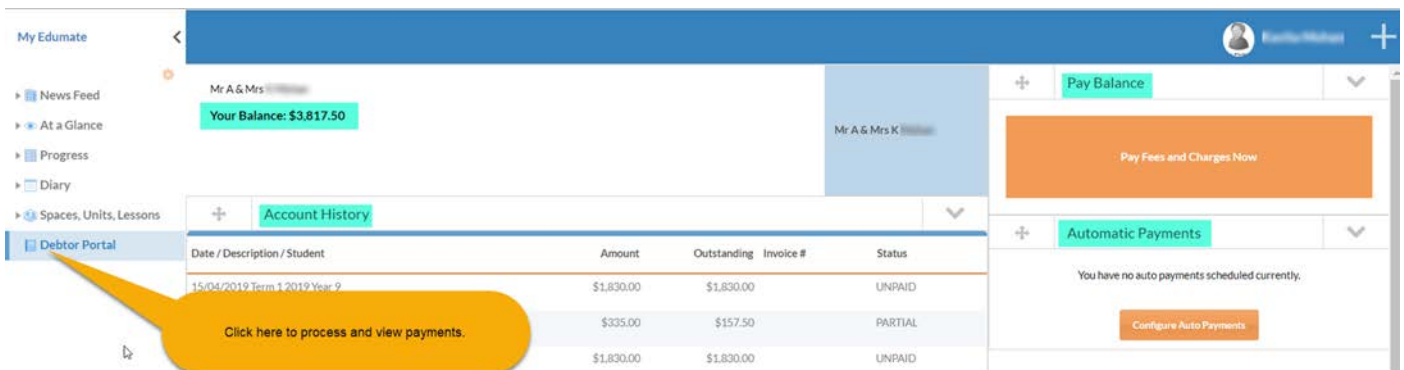 My Edumate
News Feed
At a Glance
Progress
Diary
Spaces, Units, Lessons
Debtor Portal
Click here to process and view payments.
Mr A & Mrs
Your Balance: $3,817.50
Mr A & Mrs K
Account History
Date / Description / Student Amount Outstanding Invoice # Status
15/04/2019 Term 1 2019 Year 9 $1,830.00 $1,830.00 UNPAID
$335.00 $157.50 PARTIAL
$1,830.00 $1,830.00 UNPAID
Pay Balance
Pay Fees and Charges Now
Automatic Payments
You have no auto payments scheduled currently.
Configure Auto Payments